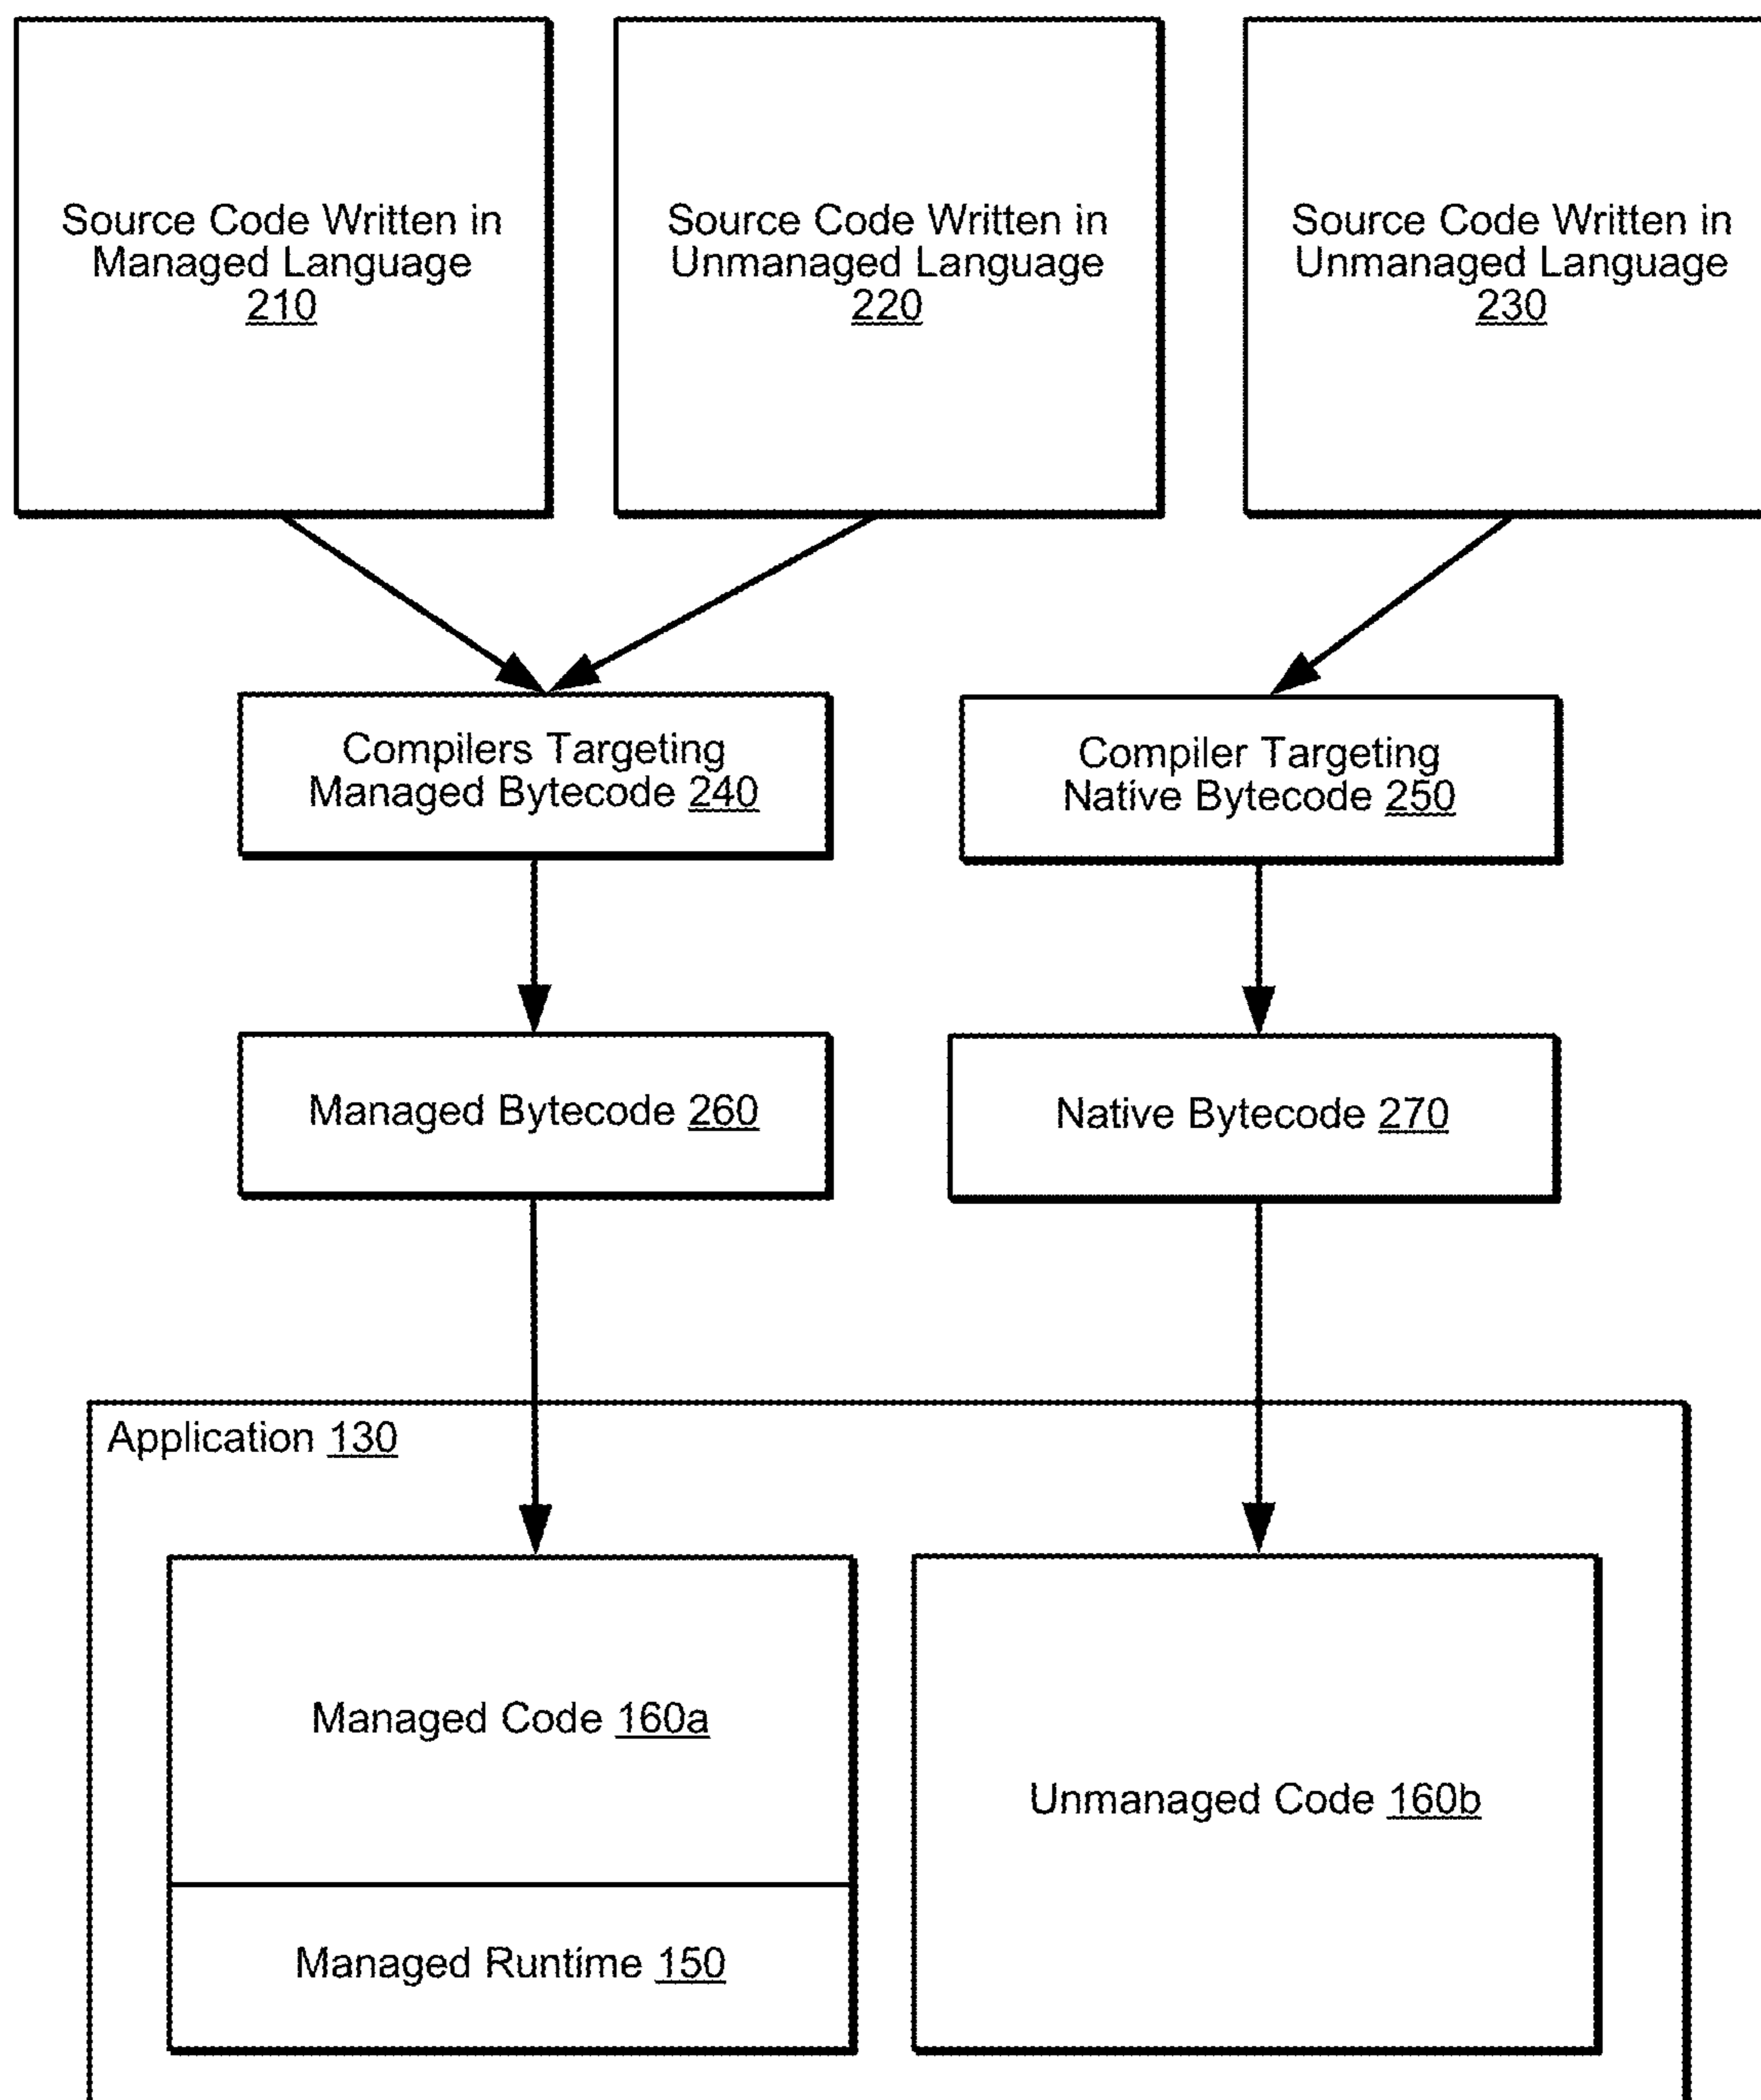 Source Code Written in
Managed Language
210
Source Code Written in
Unmanaged Language
220
Source Code Written in
Unmanaged Language
230
Compilers Targeting
Managed Bytecode 240
Compiler Targeting
Native Bytecode 250
Managed Bytecode 260
Native Bytecode 270
Application 130
Managed Code 160a
Unmanaged Code 160b
Managed Runtime 150